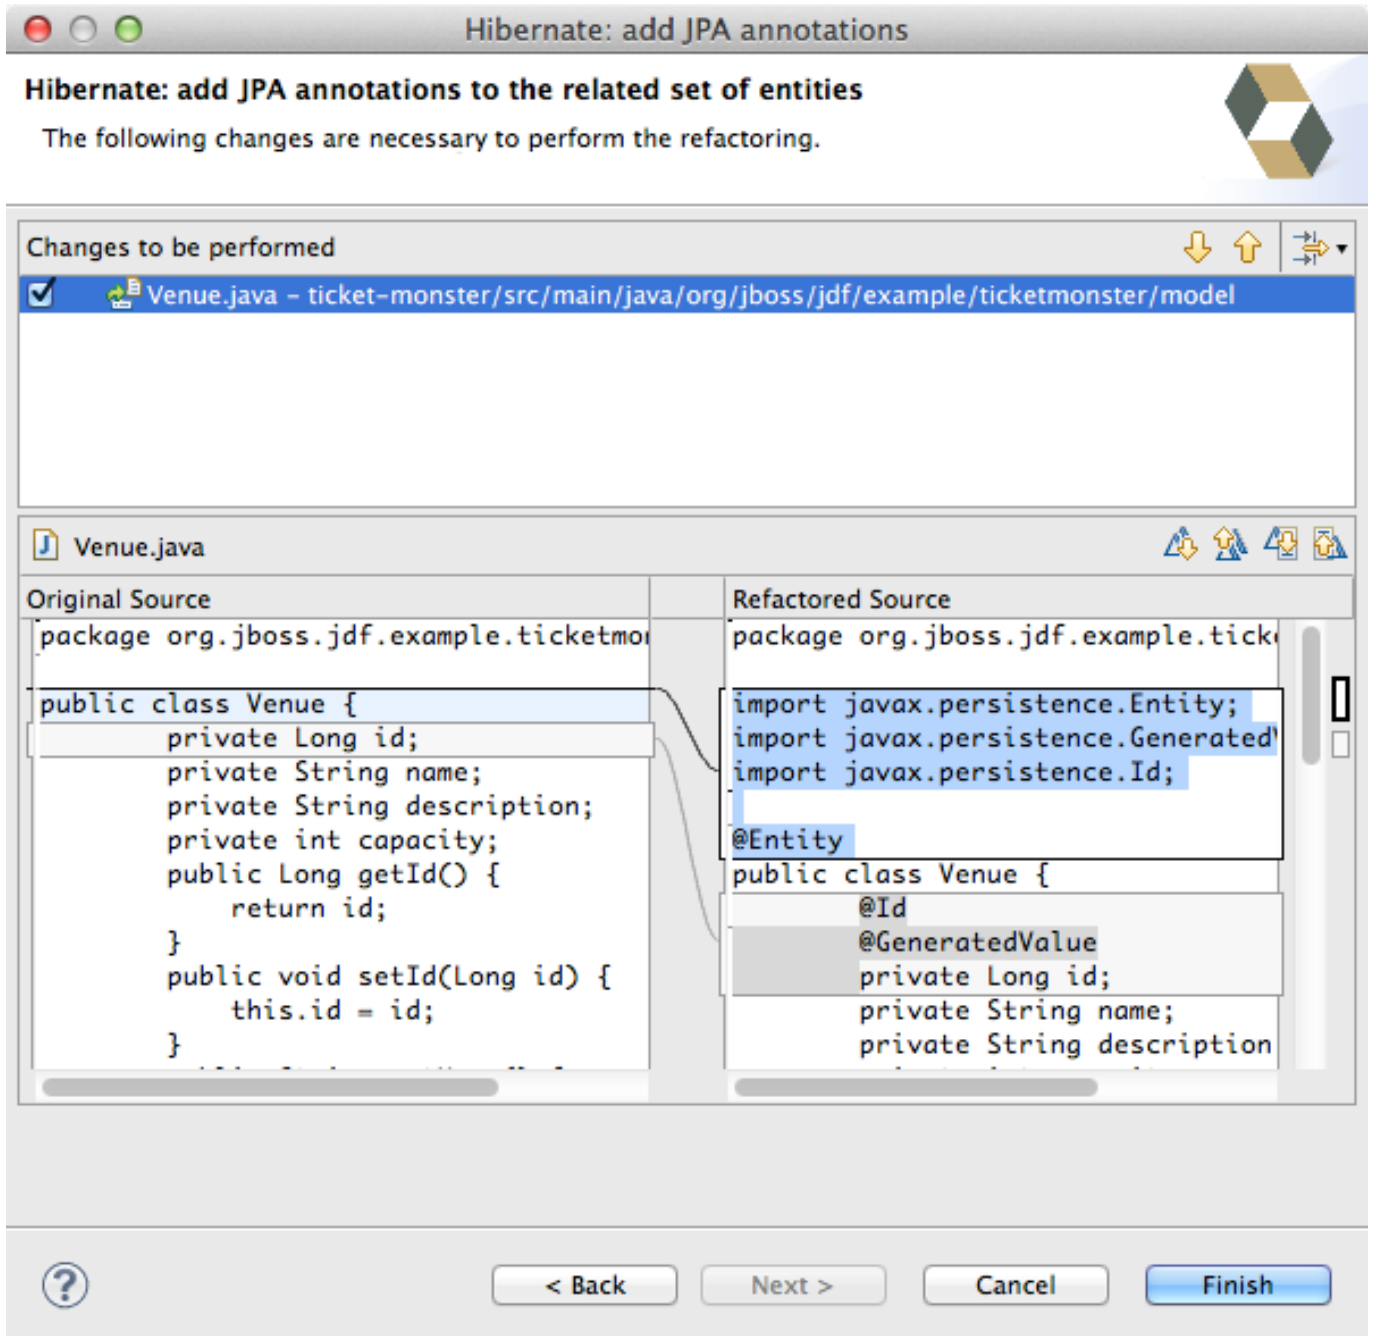 Hibernate: add JPA annotations
Hibernate: add JPA annotations to the related set of entities
The following changes are necessary to perform the refactoring.
Changes to be performed
Venue.java – ticket-monster/src/main/java/org/jboss/jdf/example/ticketmonster/model
Venue.java
Original Source
package org.jboss.jdf.example.ticketmo
public class Venue {
private Long id;
private String name;
private String description;
private int capacity;
public Long getId() {
return id;
}
public void setId(Long id) {
this.id = id;
}
Refactored Source
package org.jboss.jdf.example.tick
import javax.persistence.Entity;
import javax.persistence.Generated
import javax.persistence.Id;
@Entity
public class Venue {
@Id
@GeneratedValue
private Long id;
private String name;
private String description
?
< Back
Next >
Cancel
Finish